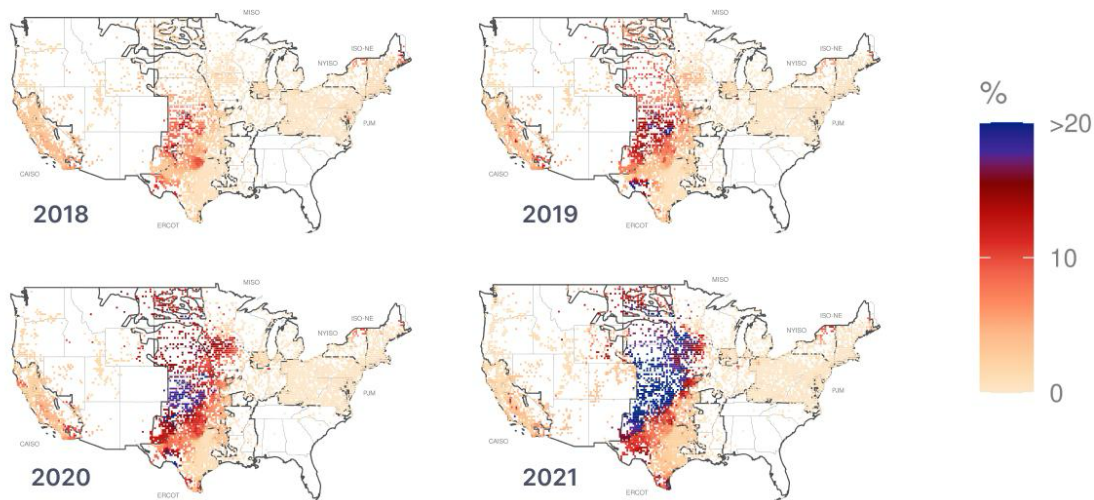 MISO
ISO-NE
NYISO
PJM
CAISO
ERCOT
2018
MISO
ISO-NE
NYISO
PJM
CAISO
ERCOT
2019
%
>20
10
0
MISO
ISO-NE
NYISO
PJM
CAISO
ERCOT
2020
MISO
ISO-NE
NYISO
PJM
CAISO
ERCOT
2021